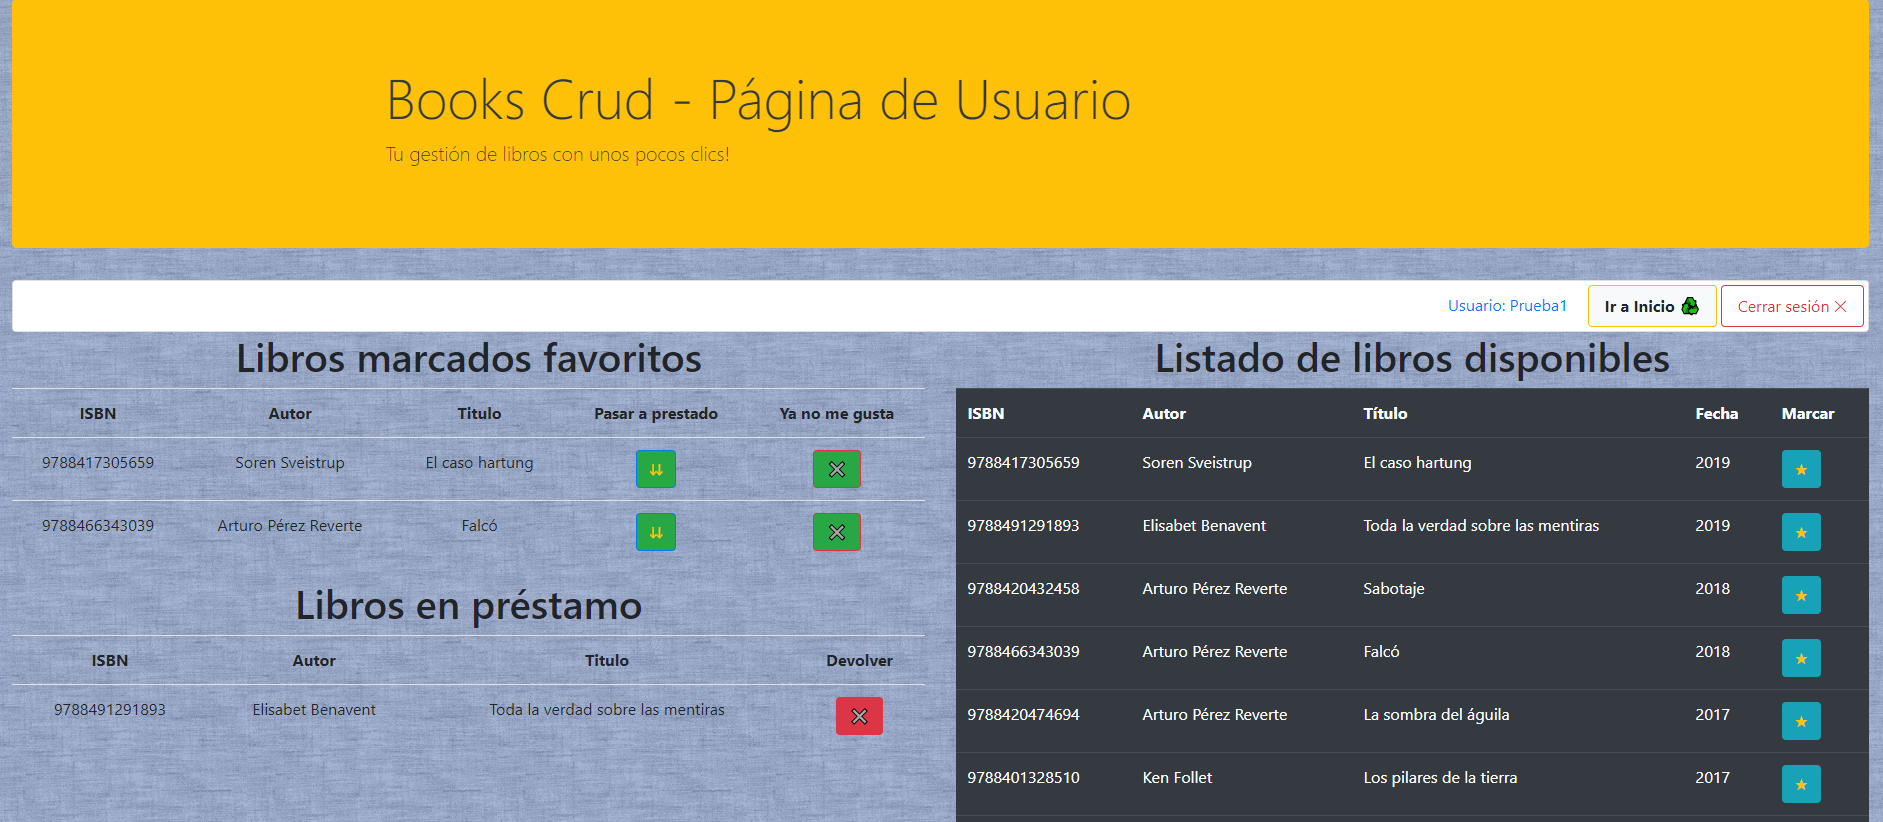 Books Crud - Página de Usuario
Tu gestión de libros con unos pocos clics!
Usuario: Prueba1 Ir a Inicio Cerrar sesión
Libros marcados favoritos
ISBN Autor Titulo Pasar a prestado Ya no me gusta
9788417305659 Soren Sveistrup El caso hartung
9788466343039 Arturo Pérez Reverte Falcó
Libros en préstamo
ISBN Autor Titulo Devolver
9788491291893 Elisabet Benavent Toda la verdad sobre las mentiras
Listado de libros disponibles
ISBN Autor Título Fecha Marcar
9788417305659 Soren Sveistrup El caso hartung 2019
9788491291893 Elisabet Benavent Toda la verdad sobre las mentiras 2019
9788420432458 Arturo Pérez Reverte Sabotaje 2018
9788466343039 Arturo Pérez Reverte Falcó 2018
9788420474694 Arturo Pérez Reverte La sombra del águila 2017
9788401328510 Ken Follet Los pilares de la tierra 2017